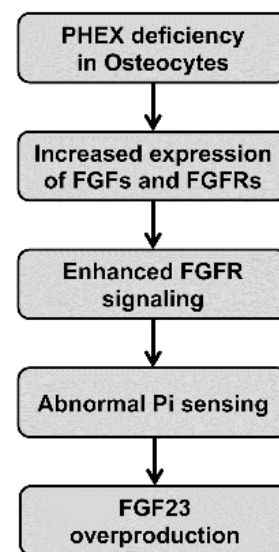 PHEX deficiency
in Osteocytes
Increased expression
of FGFs and FGFRs
Enhanced FGFR
signaling
Abnormal Pi sensing
FGF23
overproduction